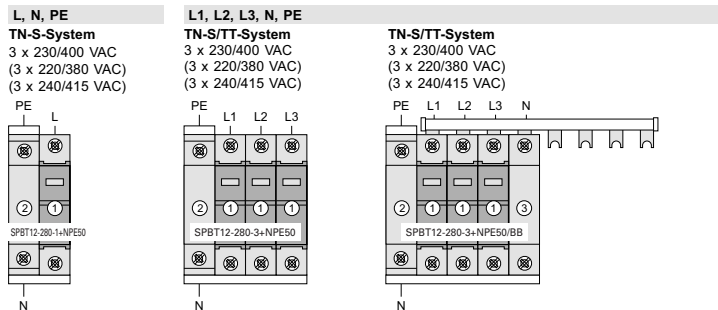 L, N, PE
TN-S-System
3 x 230/400 VAC
(3 x 220/380 VAC)
(3 x 240/415 VAC)
PE
L
2
1
SPBT12-280-1+NPE50
N
L1, L2, L3, N, PE
TN-S/TT-System
3 x 230/400 VAC
(3 x 220/380 VAC)
(3 x 240/415 VAC)
PE
L1 L2 L3
2 1 1 1
SPBT12-280-3+NPE50
N
TN-S/TT-System
3 x 230/400 VAC
(3 x 220/380 VAC)
(3 x 240/415 VAC)
PE L1 L2 L3 N
2 1 1 1 3
SPBT12-280-3+NPE50/BB
N